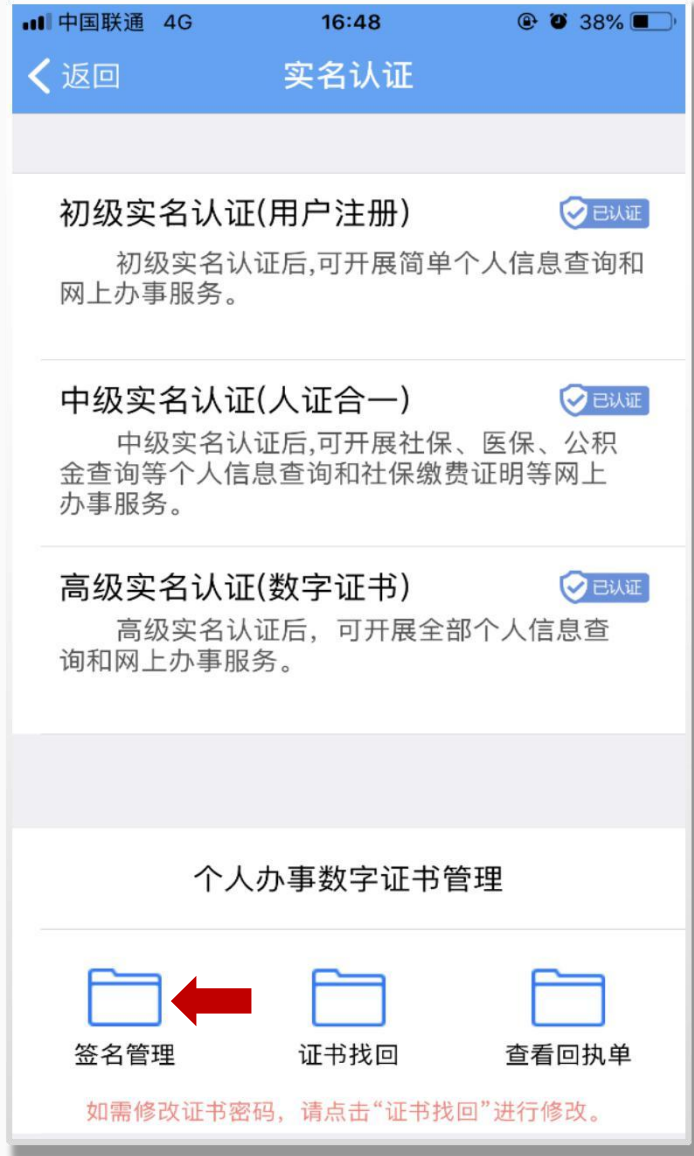 中国联通 4G 16:48 38%
返回 实名认证
初级实名认证(用户注册) 已认证
初级实名认证后,可开展简单个人信息查询和
网上办事服务。
中级实名认证(人证合一) 已认证
中级实名认证后,可开展社保、医保、公积
金查询等个人信息查询和社保缴费证明等网上
办事服务。
高级实名认证(数字证书) 已认证
高级实名认证后，可开展全部个人信息查
询和网上办事服务。
个人办事数字证书管理
签名管理 证书找回 查看回执单
如需修改证书密码，请点击“证书找回”进行修改。